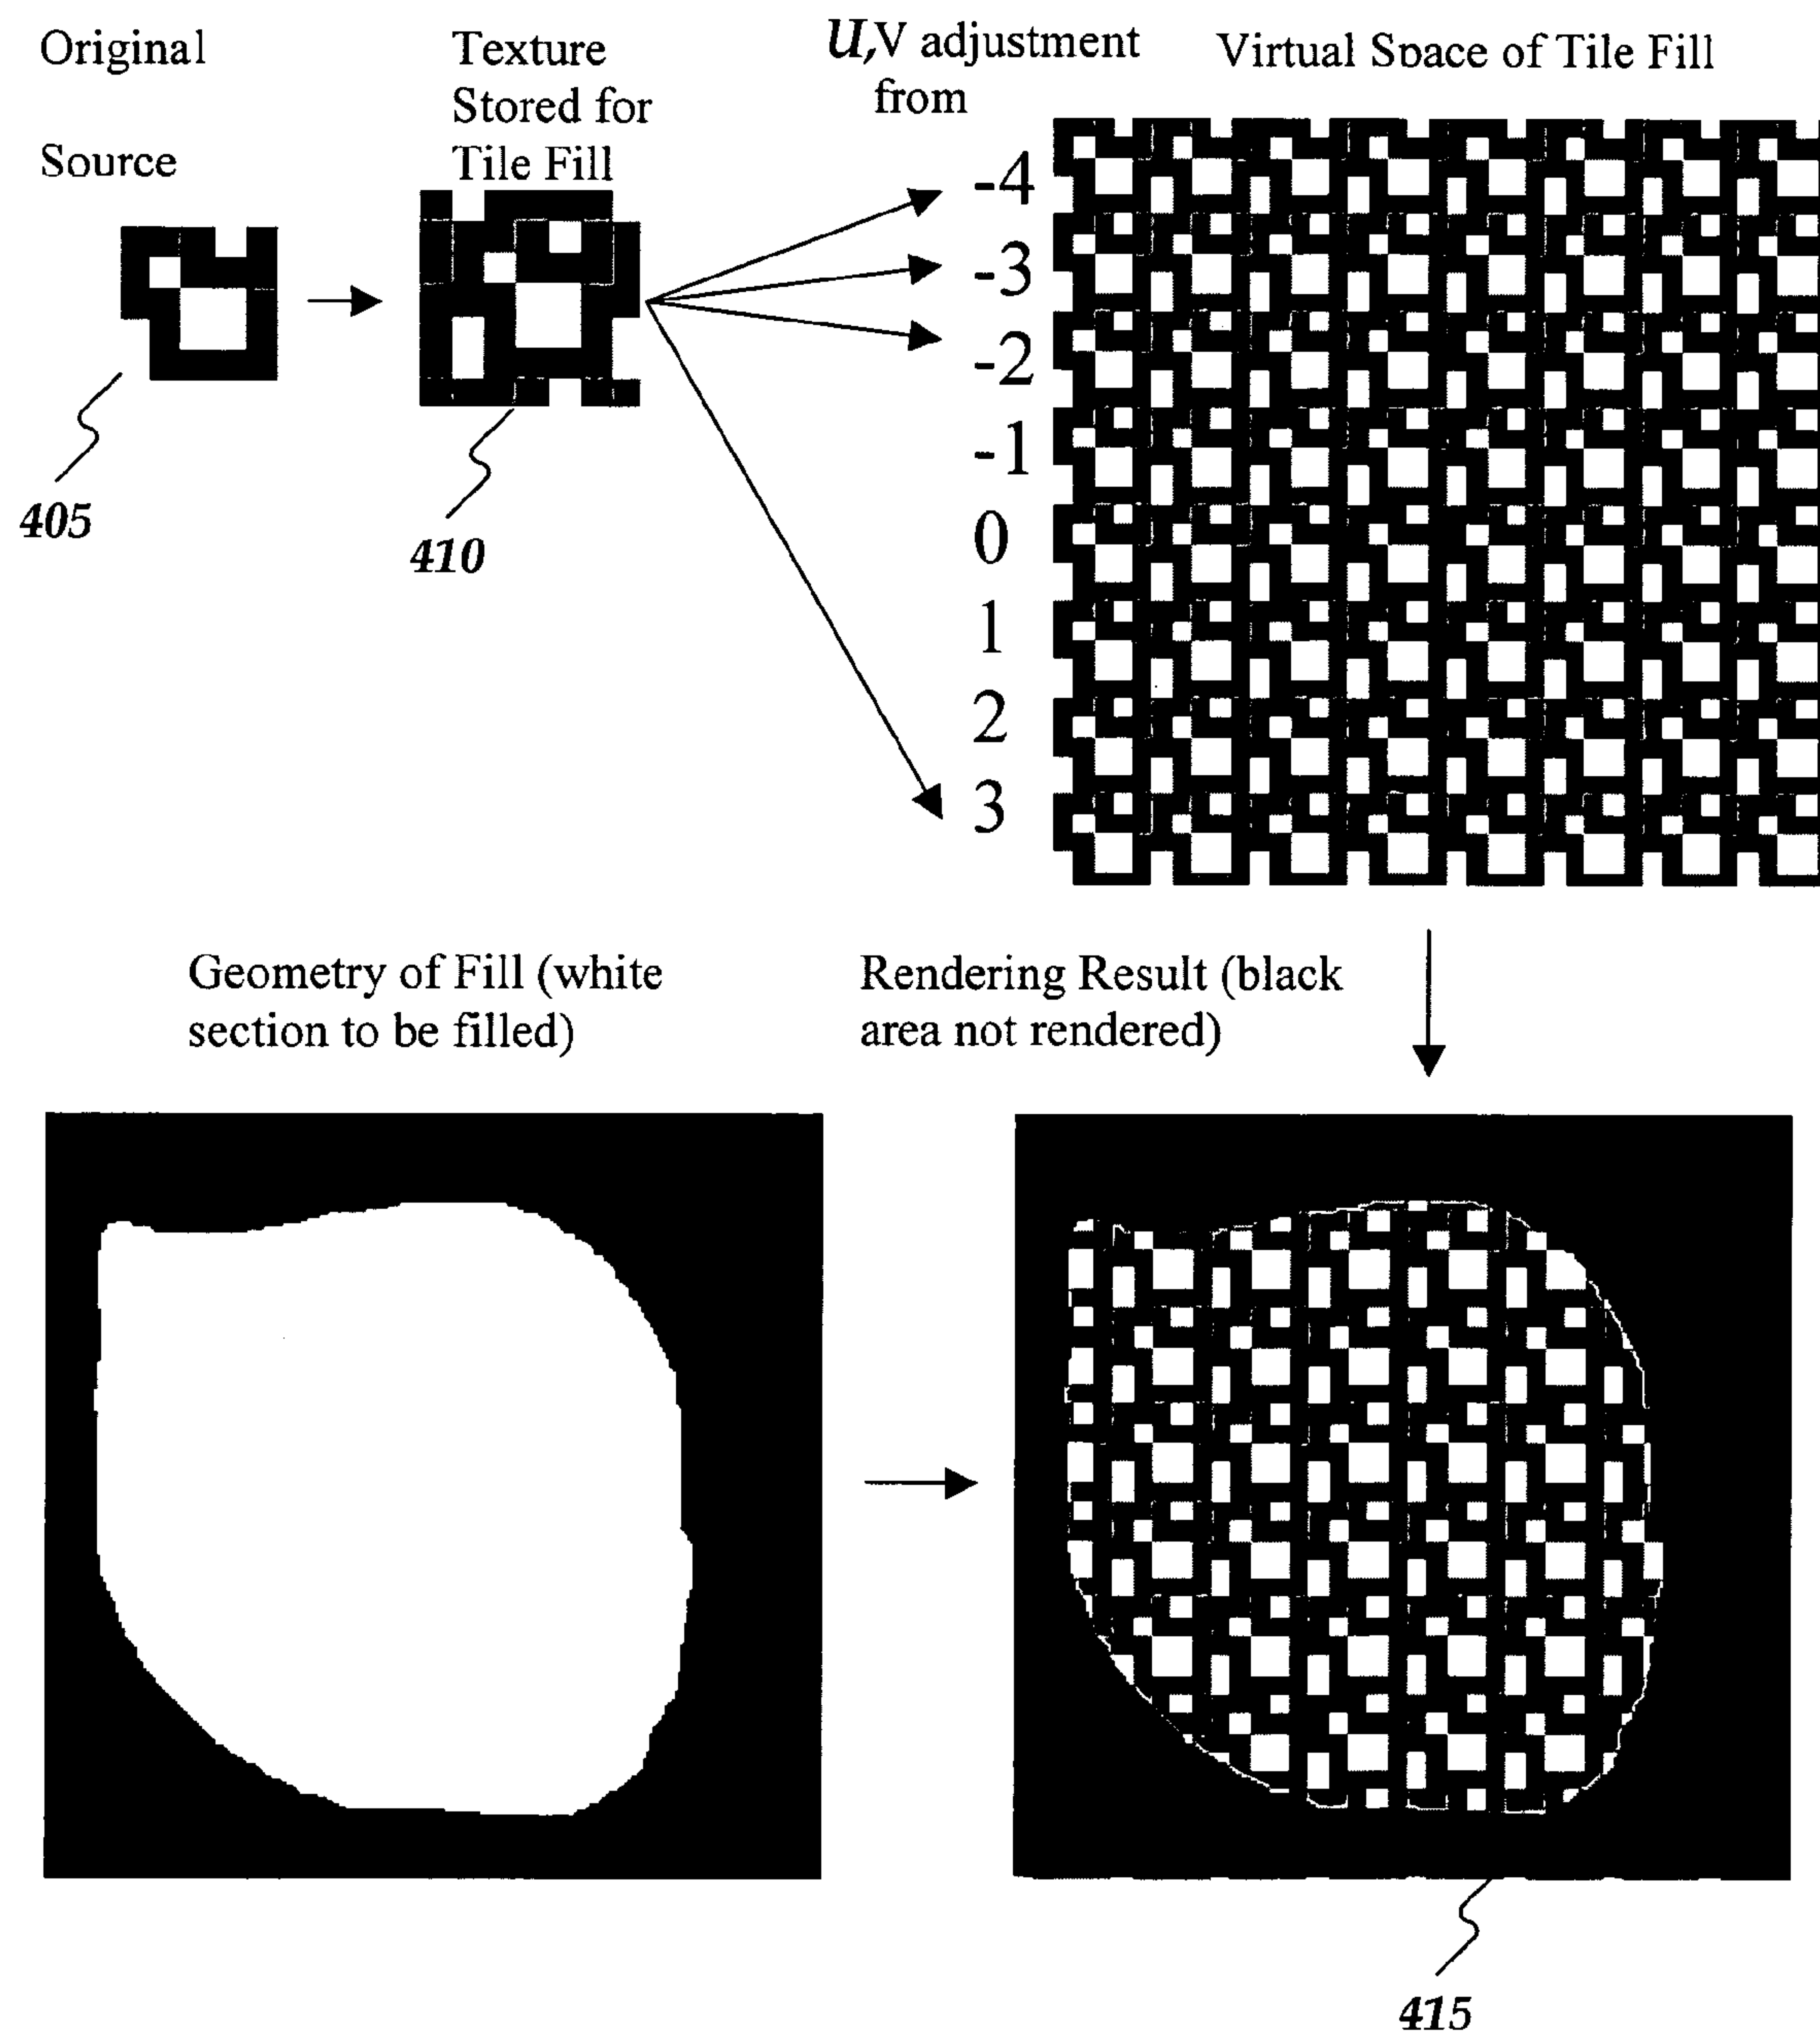 Original
Source
Texture
Stored for
Tile Fill
U,V adjustment
from
Virtual Space of Tile Fill
-4
-3
-2
-1
0
1
2
3
405
410
Geometry of Fill (white
section to be filled)
Rendering Result (black
area not rendered)
415